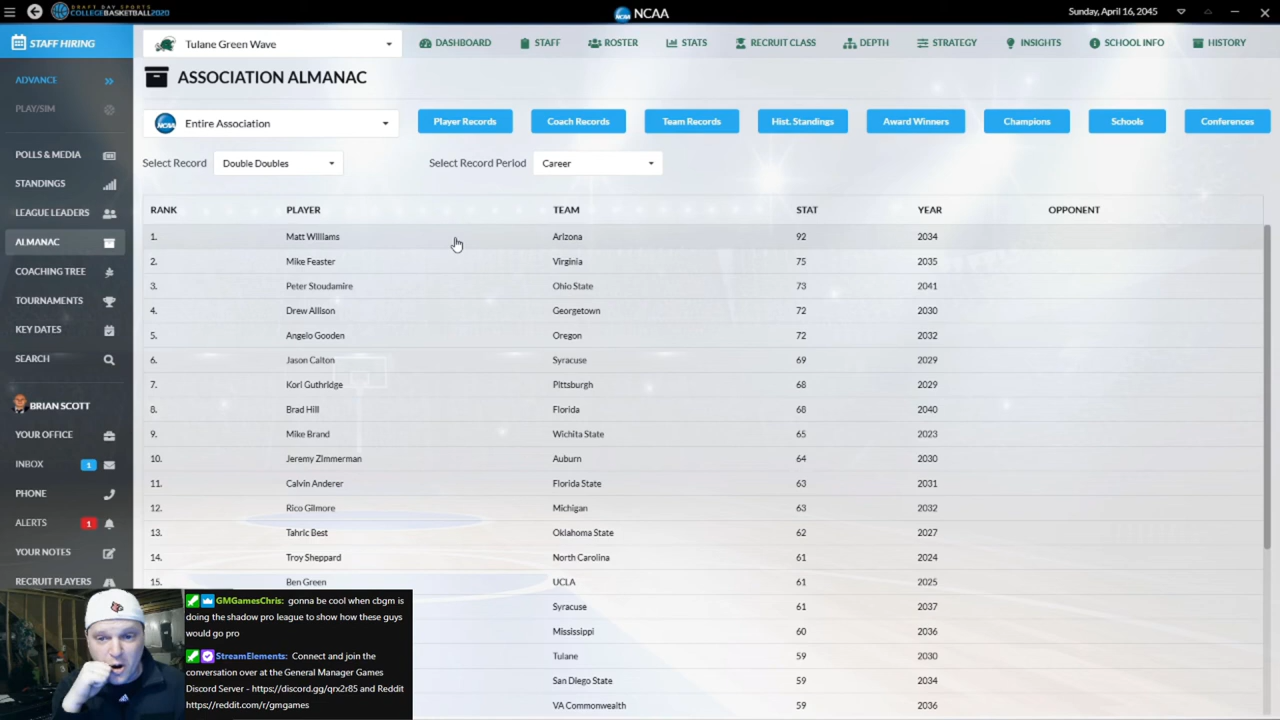 DRAFT DAY SPORTS
COLLEGE BASKETBALL 2020
NCAA
Sunday, April 16, 2045
STAFF HIRING
Tulane Green Wave
DASHBOARD
STAFF
ROSTER
STATS
RECRUIT CLASS
DEPTH
STRATEGY
INSIGHTS
SCHOOL INFO
HISTORY
ADVANCE
PLAY/SIM
POLLS & MEDIA
STANDINGS
LEAGUE LEADERS
ALMANAC
COACHING TREE
TOURNAMENTS
KEY DATES
SEARCH
BRIAN SCOTT
YOUR OFFICE
INBOX 1
PHONE
ALERTS 1
YOUR NOTES
RECRUIT PLAYERS
ASSOCIATION ALMANAC
NCAA Entire Association
Player Records
Coach Records
Team Records
Hist. Standings
Award Winners
Champions
Schools
Conferences
Select Record Double Doubles
Select Record Period Career
RANK PLAYER TEAM STAT YEAR OPPONENT
1. Matt Williams Arizona 92 2034
2. Mike Feaster Virginia 75 2035
3. Peter Stoudamire Ohio State 73 2041
4. Drew Allison Georgetown 72 2030
5. Angelo Gooden Oregon 72 2032
6. Jason Calton Syracuse 69 2029
7. Kori Guthridge Pittsburgh 68 2029
8. Brad Hill Florida 68 2040
9. Mike Brand Wichita State 65 2023
10. Jeremy Zimmerman Auburn 64 2030
11. Calvin Anderer Florida State 63 2031
12. Rico Gilmore Michigan 63 2032
13. Tahric Best Oklahoma State 62 2027
14. Troy Sheppard North Carolina 61 2024
15. Ben Green UCLA 61 2025
Syracuse 61 2037
Mississippi 60 2036
Tulane 59 2030
San Diego State 59 2034
VA Commonwealth 59 2036
GMGamesChris: gonna be cool when cbgm is
doing the shadow pro league to show how these guys
would go pro
StreamElements: Connect and join the
conversation over at the General Manager Games
Discord Server - https://discord.gg/qrx2r85 and Reddit
https://reddit.com/r/gmgames